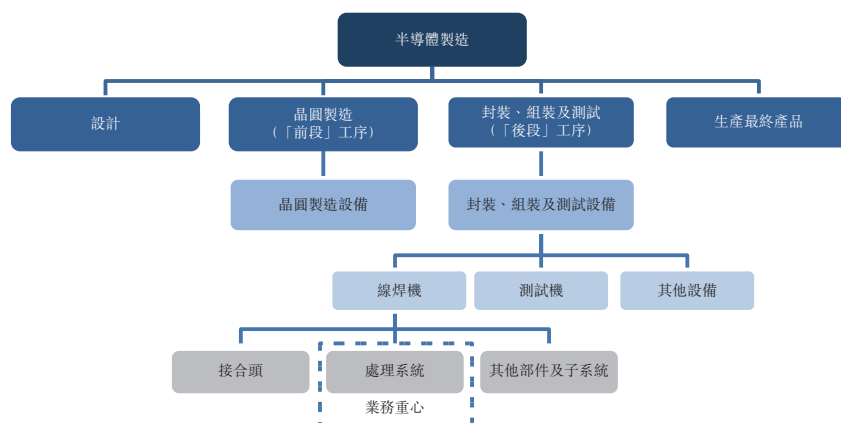 半導體製造
設計
晶圓製造
(「前段」工序)
封裝、組裝及測試
(「後段」工序)
生產最終產品
晶圓製造設備
封裝、組裝及測試設備
線焊機
測試機
其他設備
接合頭
處理系統
其他部件及子系統
業務重心